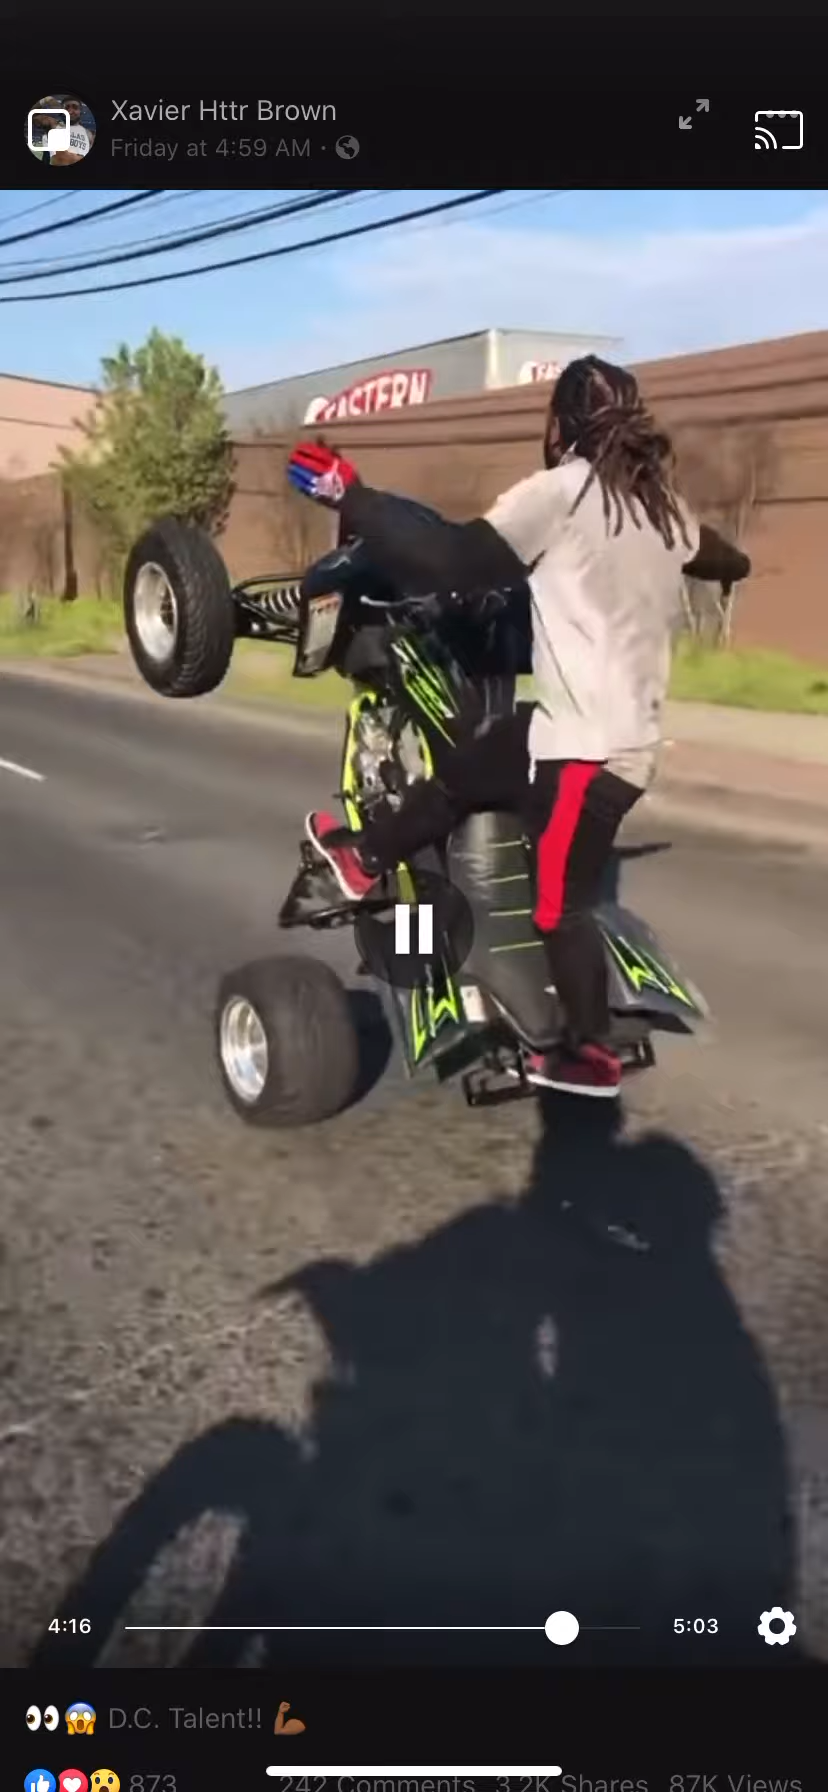 Xavier Httr Brown
Friday at 4:59 AM ·
EASTERN
4:16
5:03
👀😱 D.C. Talent!! 💪🏾
873 242 Comments 3.2K Shares 87K Views